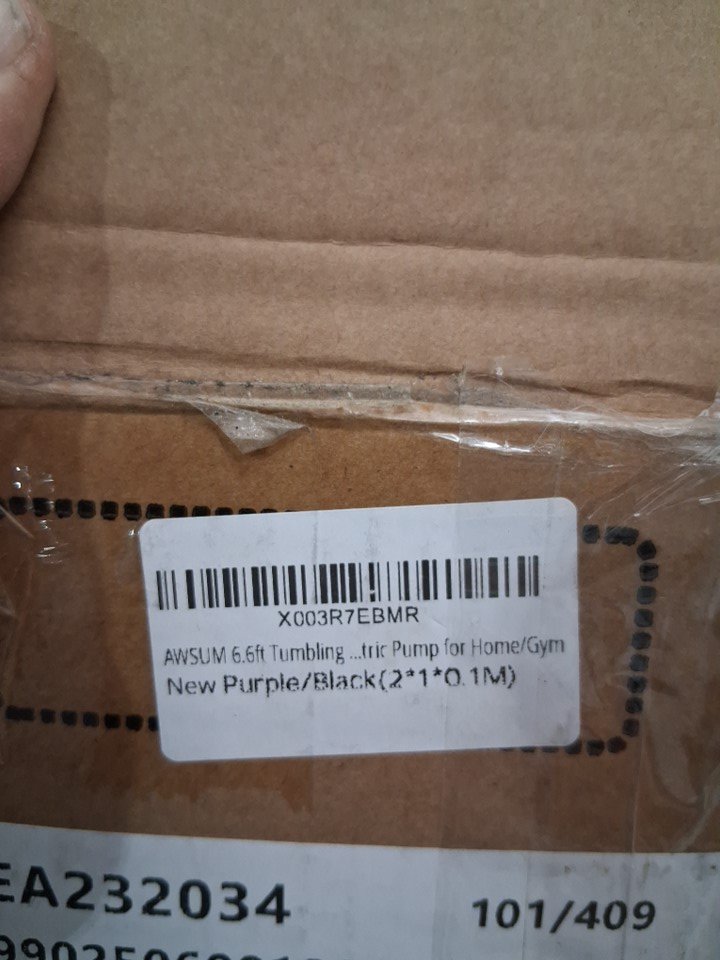 X003R7EBMR
AWSUM 6.6ft Tumbling ...tric Pump for Home/Gym
New Purple/Black(2*1*0.1M)
EA232034
101/409